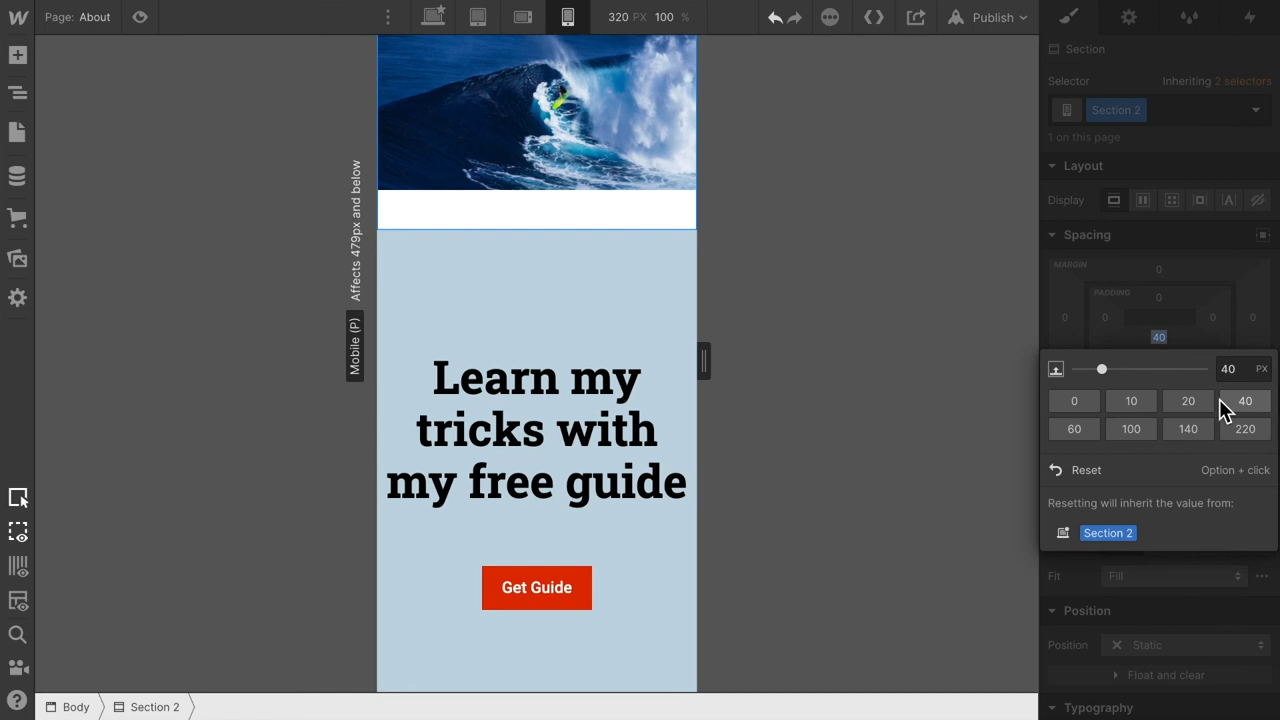 Page: About
320 PX 100 %
Publish
Section
Selector
Inheriting 2 selectors
Section 2
1 on this page
Layout
Display
Spacing
MARGIN
0
PADDING
0
0
0
0
0
40
40 PX
0
10
20
40
60
100
140
220
Reset
Option + click
Resetting will inherit the value from:
Section 2
Fit
Fill
Position
Position
Static
Float and clear
Typography
Affects 479px and below
Mobile (P)
Learn my
tricks with
my free guide
Get Guide
Body
Section 2